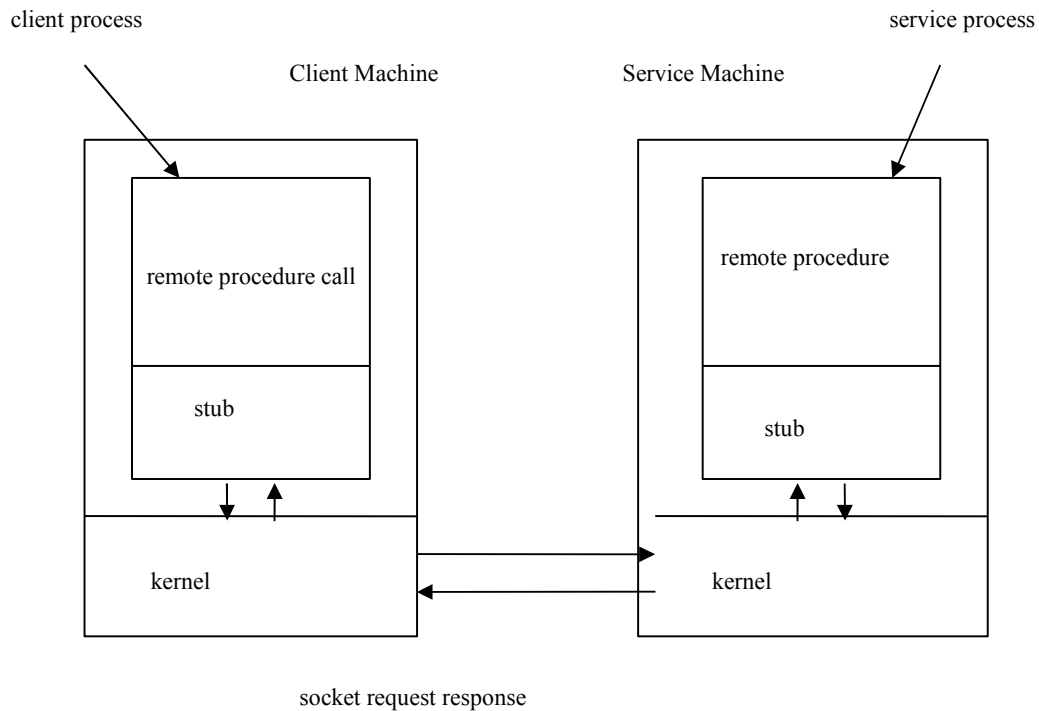 client process
service process
Client Machine
Service Machine
remote procedure call
remote procedure
stub
stub
kernel
kernel
socket request response